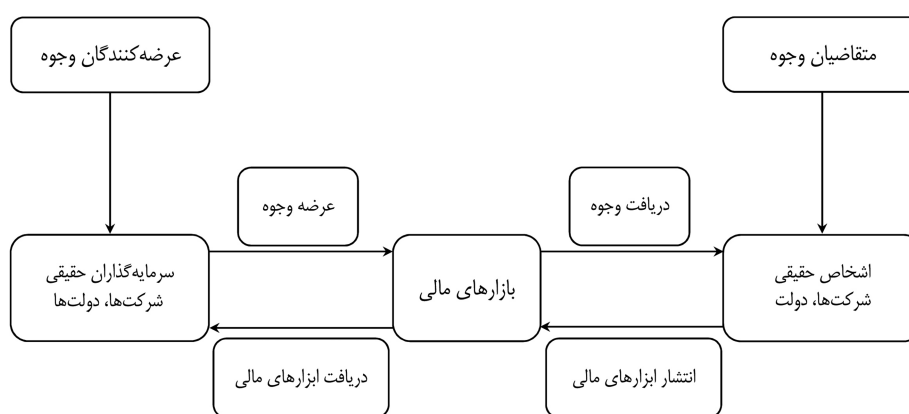 متقاضیان وجوه
عرضه‌کنندگان وجوه
دریافت وجوه
عرضه وجوه
اشخاص حقیقی
شرکت‌ها، دولت
بازارهای مالی
سرمایه‌گذاران حقیقی
شرکت‌ها، دولت‌ها
انتشار ابزارهای مالی
دریافت ابزارهای مالی